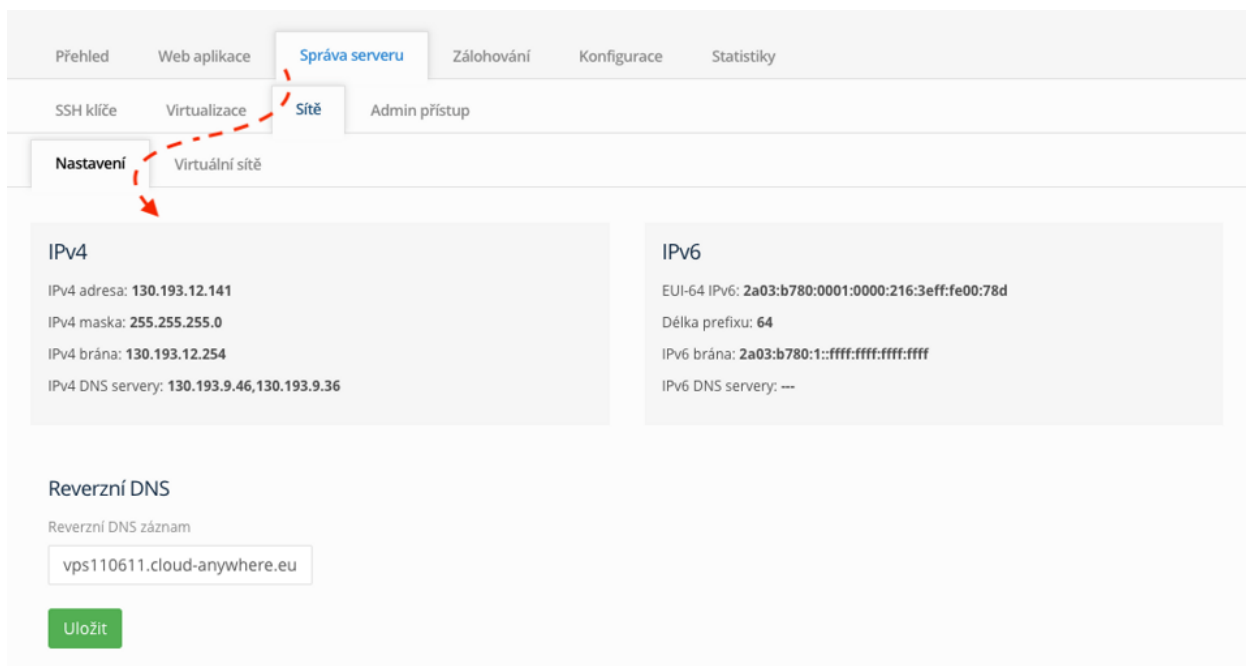 Přehled Web aplikace Správa serveru Zálohování Konfigurace Statistiky
SSH klíče Virtualizace Sítě Admin přístup
Nastavení Virtuální sítě
IPv4
IPv4 adresa: 130.193.12.141
IPv4 maska: 255.255.255.0
IPv4 brána: 130.193.12.254
IPv4 DNS servery: 130.193.9.46,130.193.9.36
IPv6
EUI-64 IPv6: 2a03:b780:0001:0000:216:3eff:fe00:78d
Délka prefixu: 64
IPv6 brána: 2a03:b780:1::ffff:ffff:ffff:ffff
IPv6 DNS servery: ---
Reverzní DNS
Reverzní DNS záznam
vps110611.cloud-anywhere.eu
Uložit